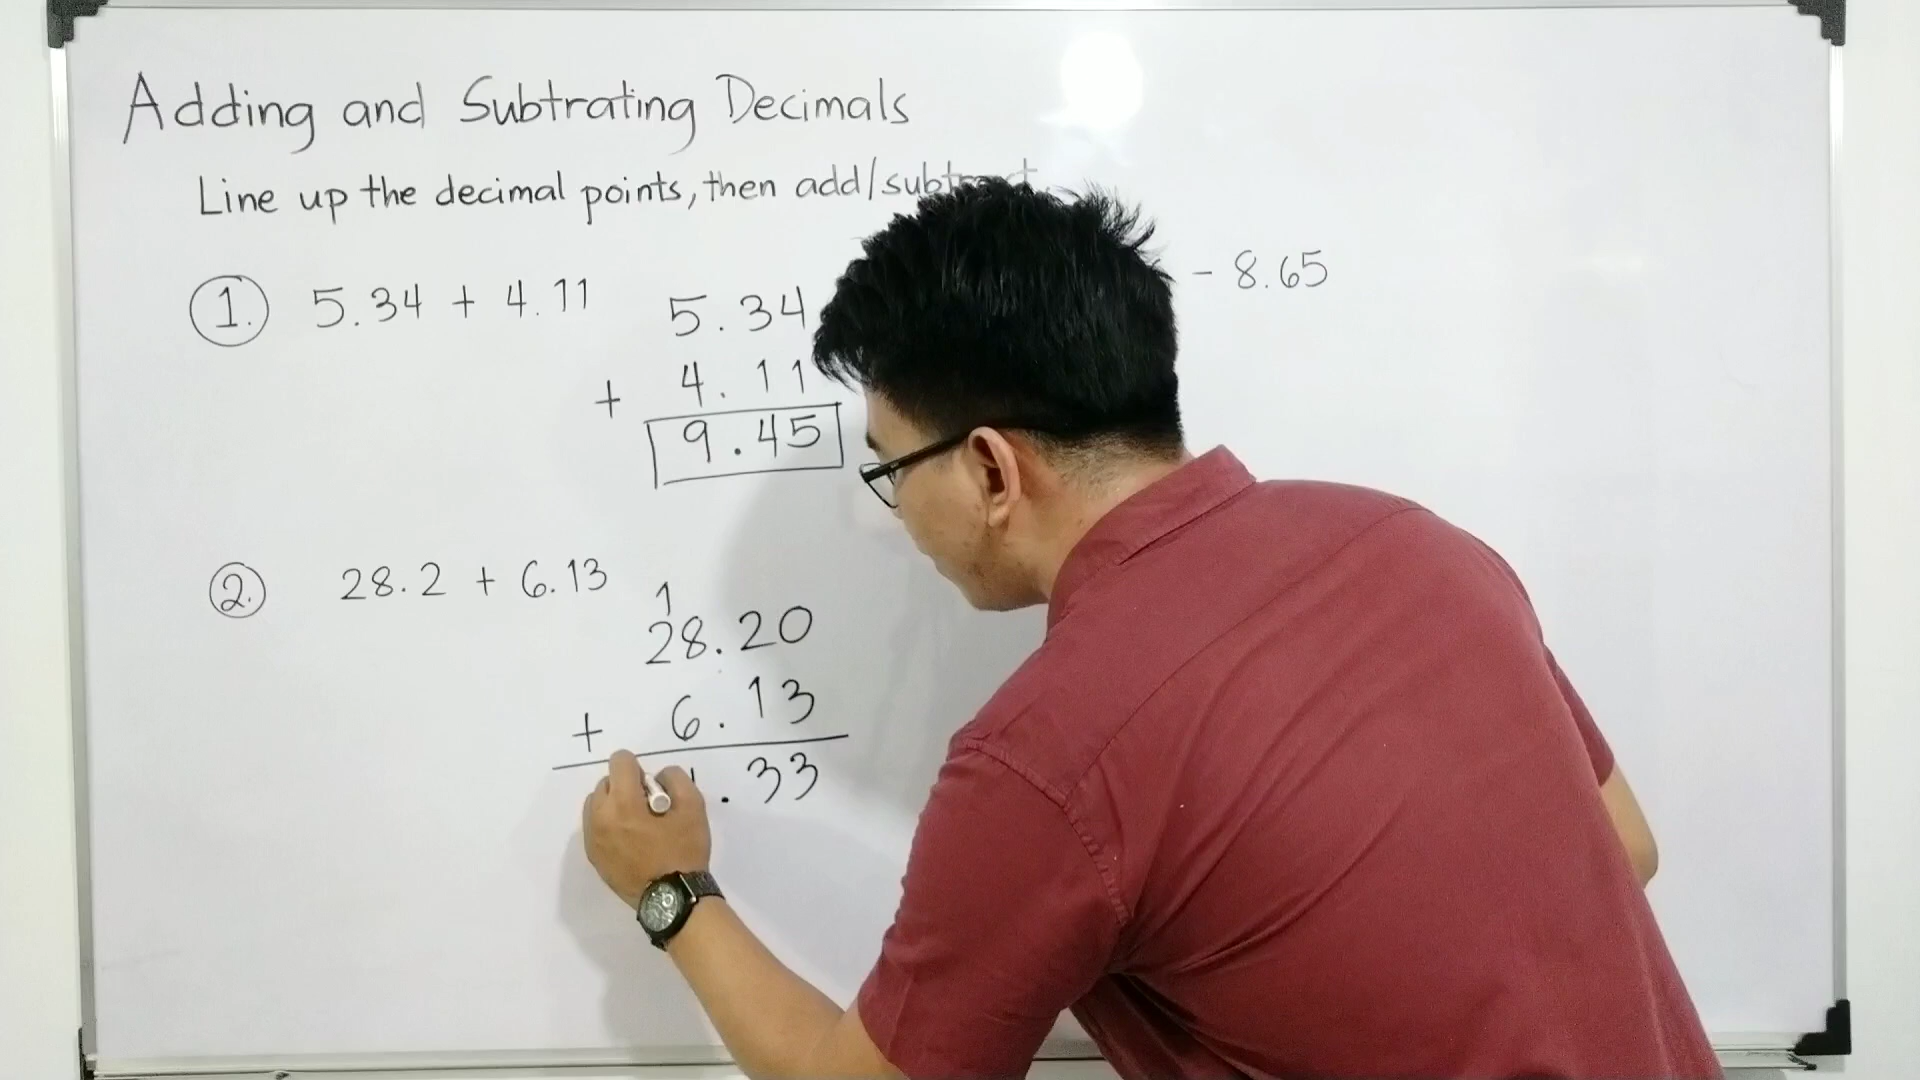 Adding and Subtrating Decimals
Line up the decimal points, then add/subtract.
1. 5.34 + 4.11
5.34
+ 4.11
9.45
2. 28.2 + 6.13
1
28.20
+ 6.13
.33
- 8.65